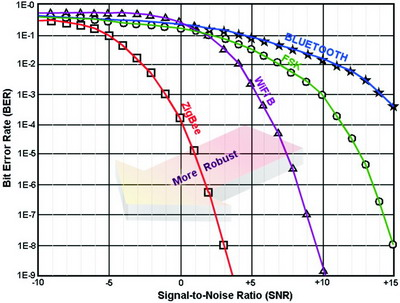 1E-0
1E-1
1E-2
1E-3
1E-4
1E-5
1E-6
1E-7
1E-8
1E-9
Bit Error Rate (BER)
BLUETOOTH
FSK
WiFi B
ZigBee
More Robust
-10 -5 0 +5 +10 +15
Signal-to-Noise Ratio (SNR)